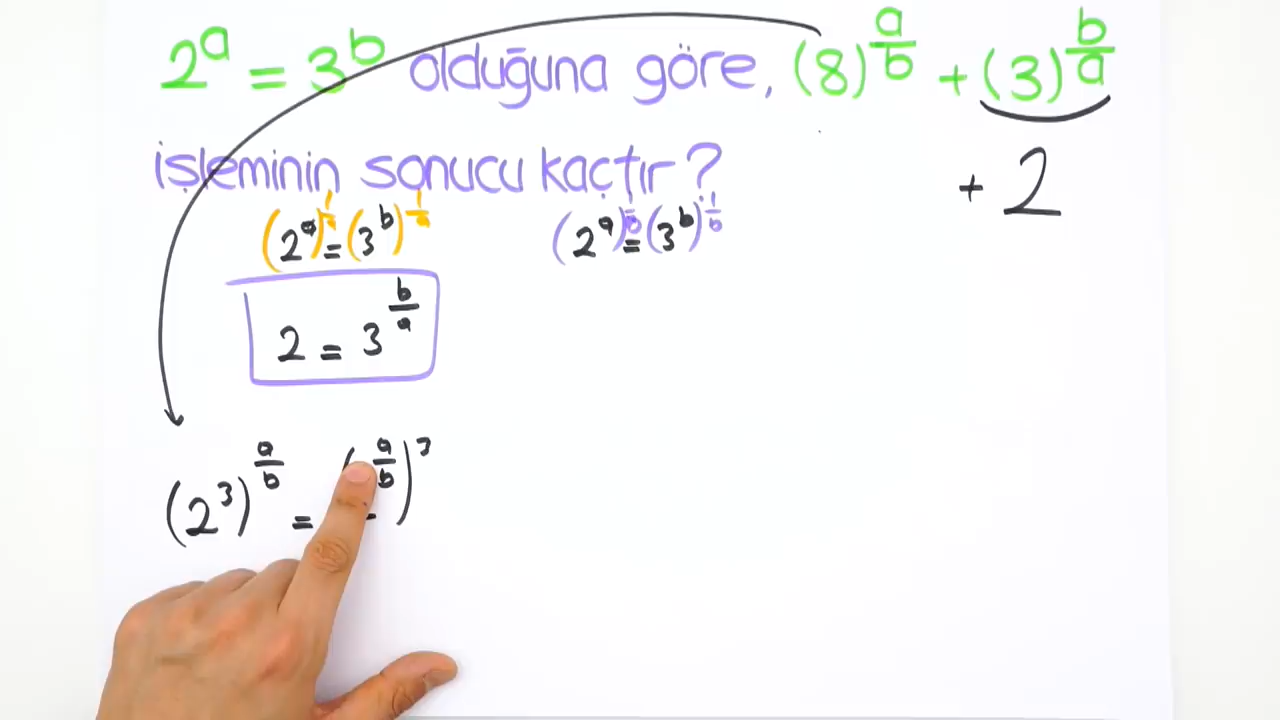 2^a = 3^b olduğuna göre, (8)^(a/b) + (3)^(b/a)
işleminin sonucu kaçtır ?
+ 2
(2^a)^(1/a) = (3^b)^(1/a) (2^a)^(1/b) = (3^b)^(1/b)
2 = 3^(b/a)
(2^3)^(a/b) = ( ^(a/b))^3